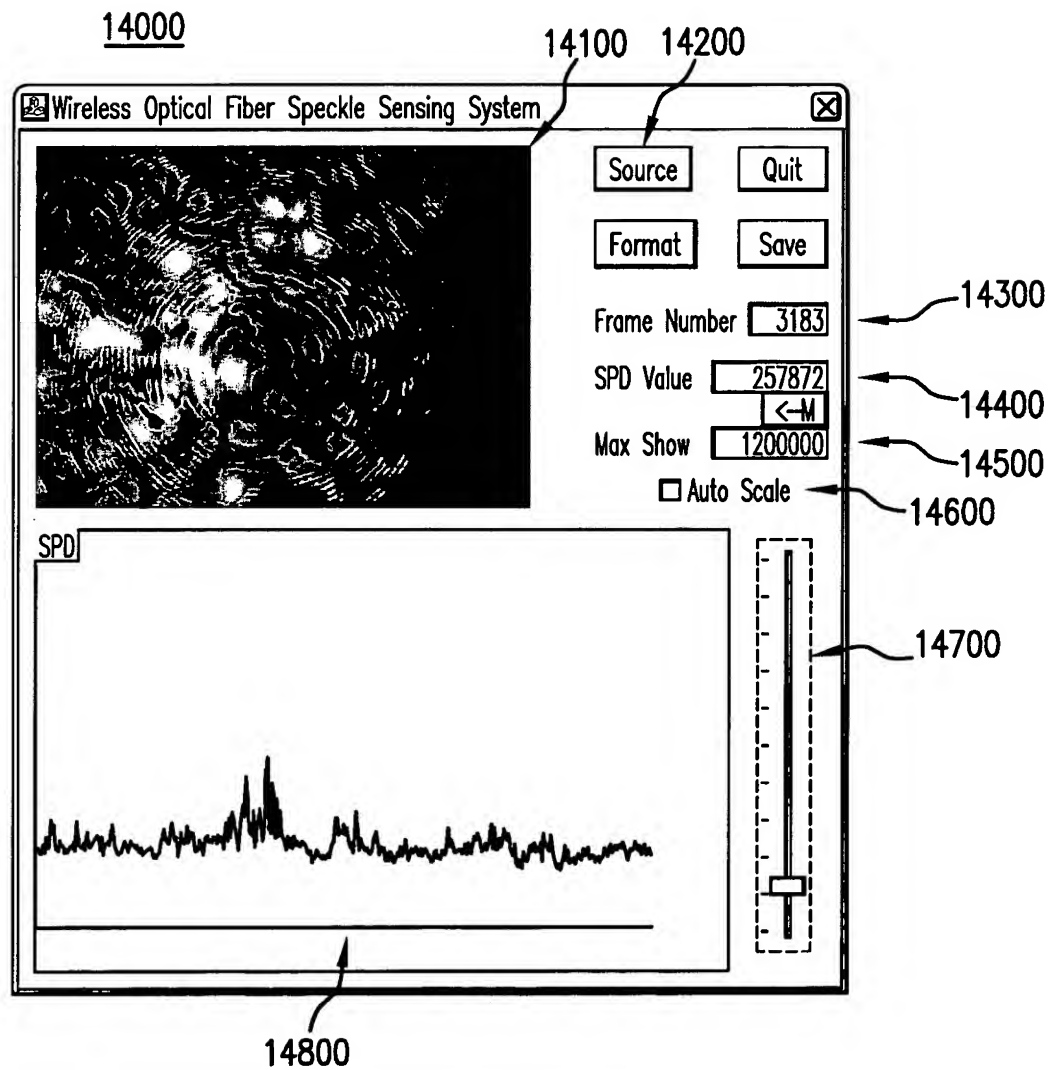 14000
14100
14200
Wireless Optical Fiber Speckle Sensing System
Source
Quit
Format
Save
Frame Number 3183
14300
SPD Value 257872
14400
<-M
Max Show 1200000
14500
Auto Scale
14600
SPD
14700
14800